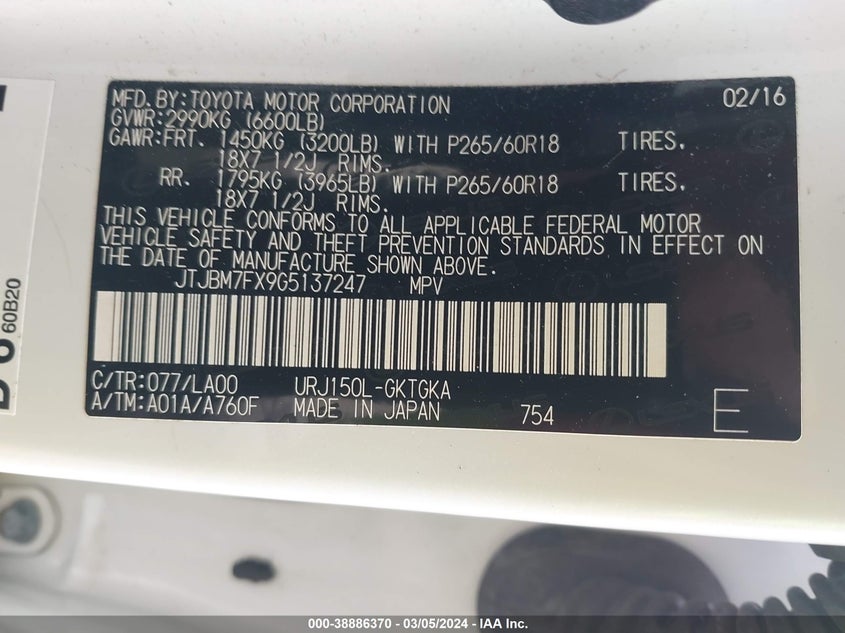 MFD.BY:TOYOTA MOTOR CORPORATION 02/16
GVWR:2990KG (6600LB)
GAWR:FRT. 1450KG (3200LB) WITH P265/60R18 TIRES.
18X7 1/2J RIMS.
RR. 1795KG (3965LB) WITH P265/60R18 TIRES.
18X7 1/2J RIMS.
THIS VEHICLE CONFORMS TO ALL APPLICABLE FEDERAL MOTOR
VEHICLE SAFETY AND THEFT PREVENTION STANDARDS IN EFFECT ON
THE DATE OF MANUFACTURE SHOWN ABOVE.
JTJBM7FX9G5137247 MPV
C/TR:077/LA00 URJ150L-GKTGKA
A/TM:A01A/A760F MADE IN JAPAN 754 E
60B20
000-38886370 - 03/05/2024 - IAA Inc.